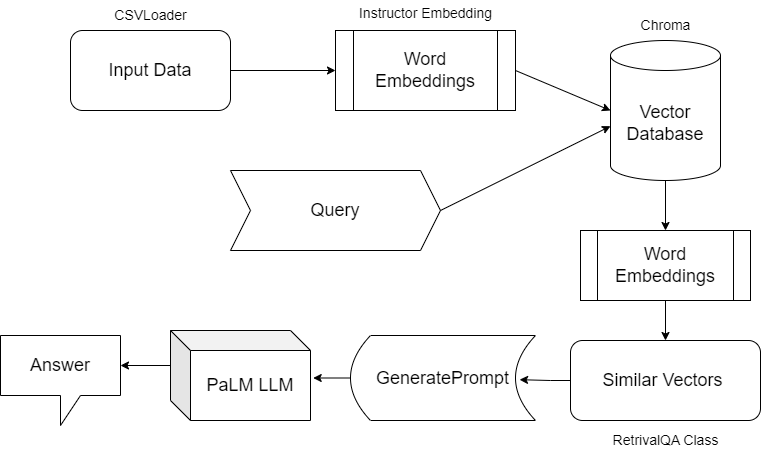 CSVLoader
Instructor Embedding
Chroma
Input Data
Word
Embeddings
Vector
Database
Query
Word
Embeddings
Answer
PaLM LLM
GeneratePrompt
Similar Vectors
RetrivalQA Class